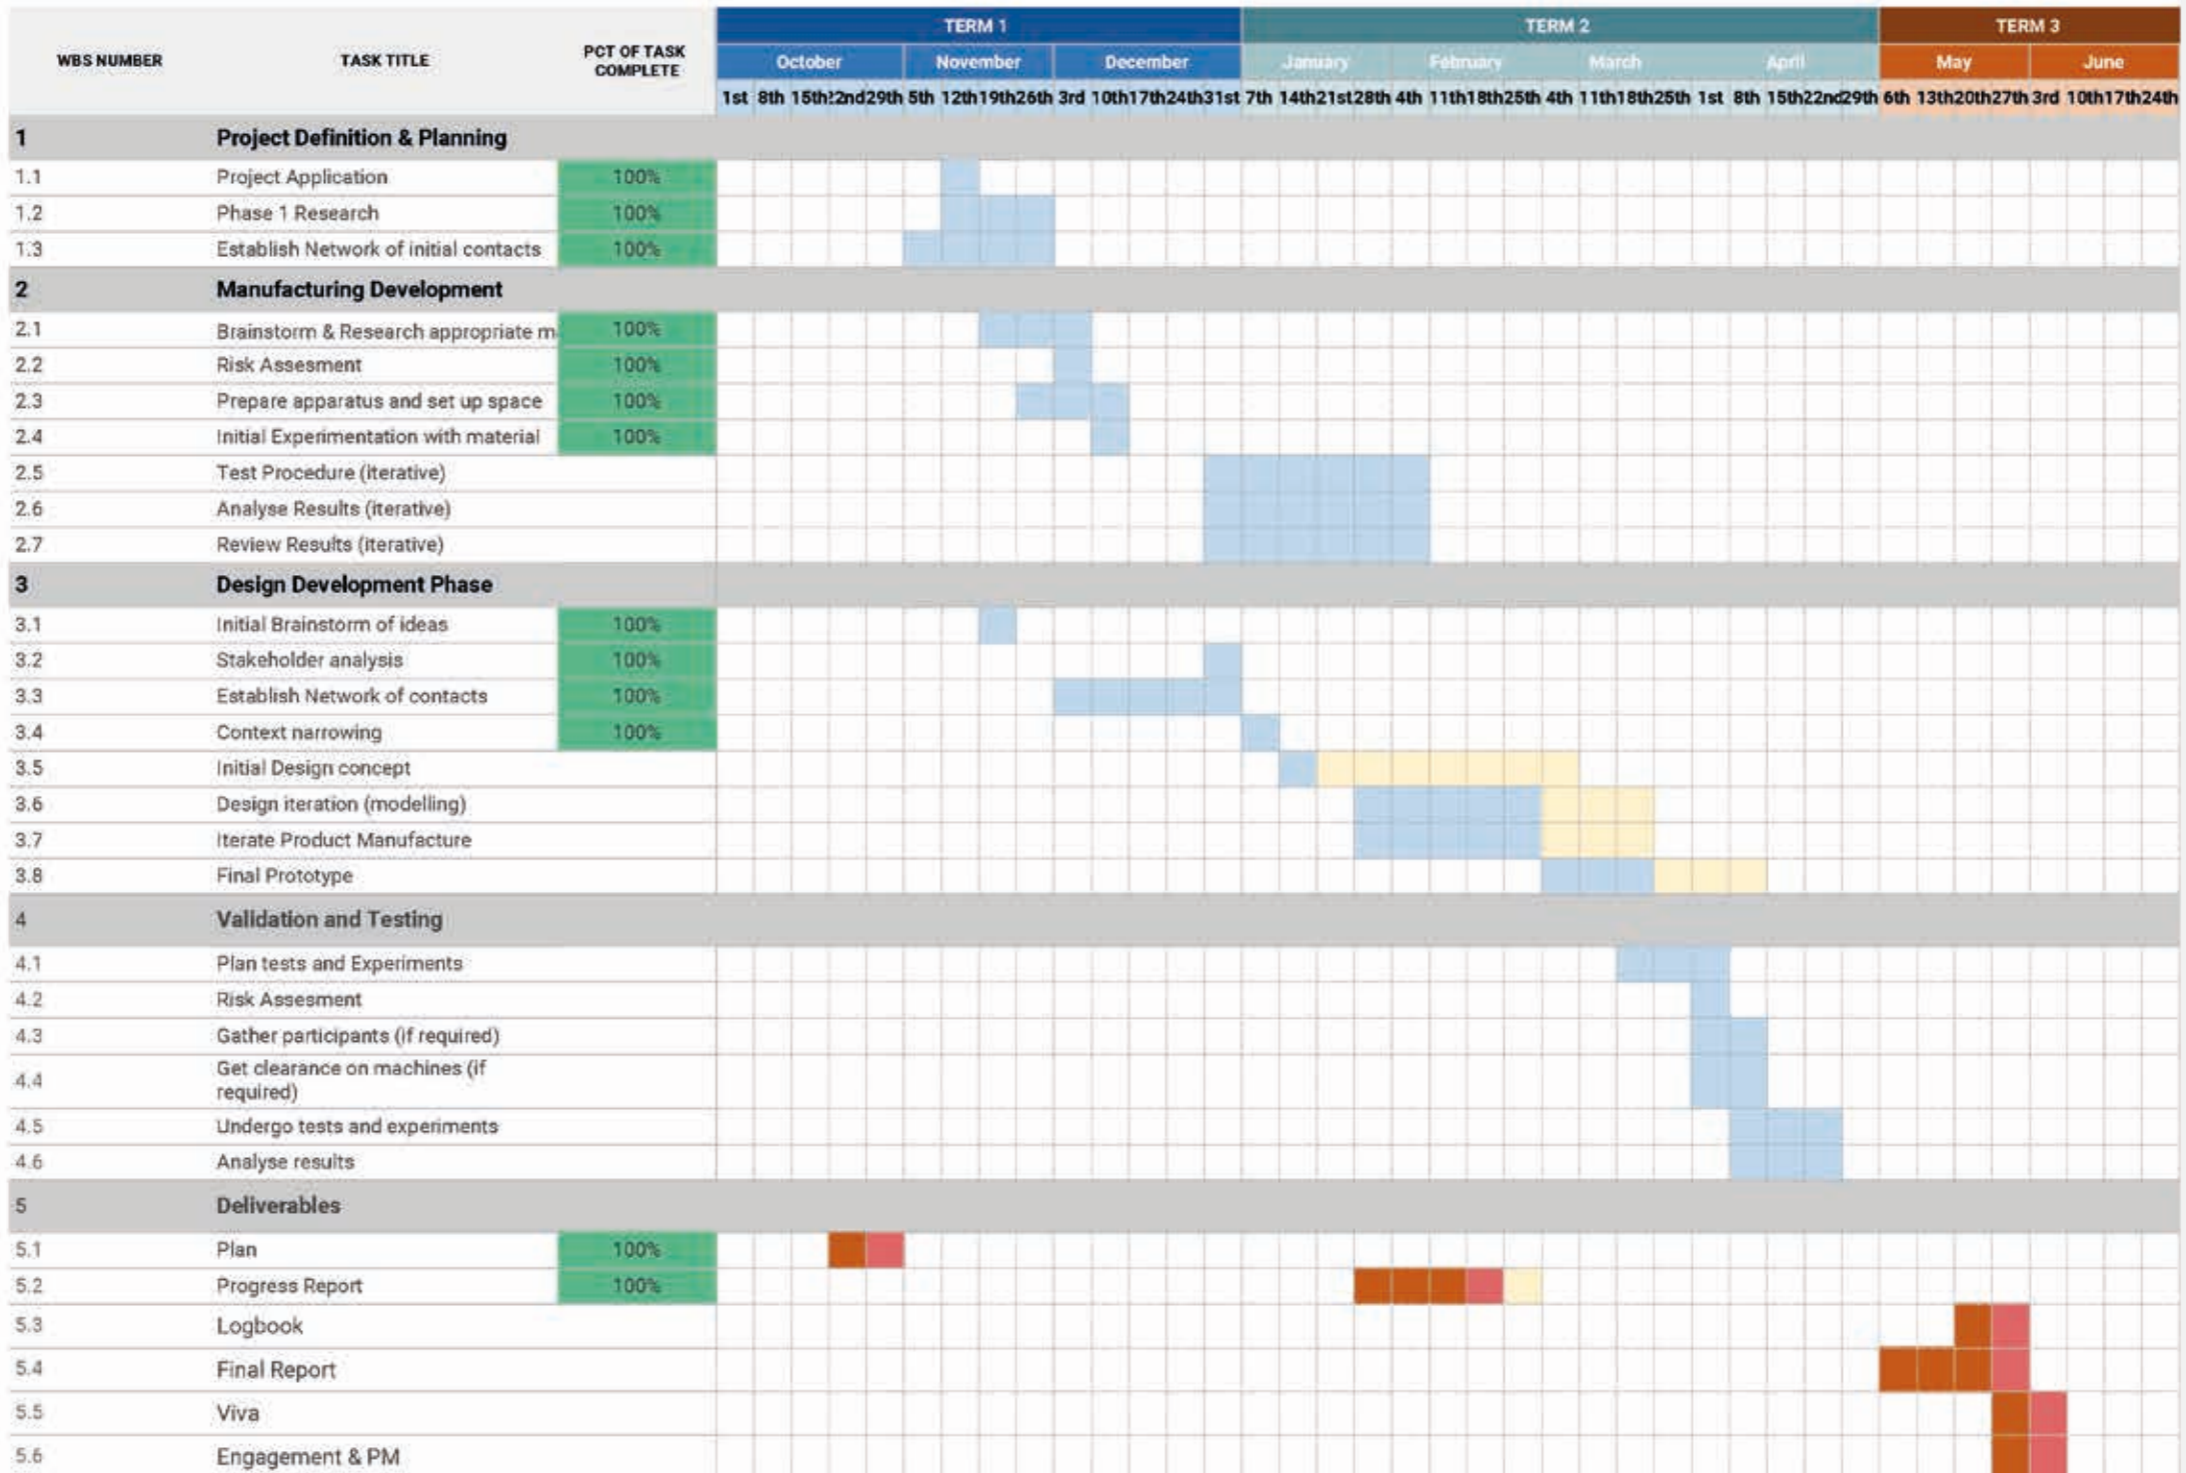 TERM 1 TERM 2 TERM 3
WBS NUMBER TASK TITLE PCT OF TASK COMPLETE
October November December January February March April May June
1st 8th 15th 22nd 29th 5th 12th 19th 26th 3rd 10th 17th 24th 31st 7th 14th 21st 28th 4th 11th 18th 25th 4th 11th 18th 25th 1st 8th 15th 22nd 29th 6th 13th 20th 27th 3rd 10th 17th 24th
1 Project Definition & Planning
1.1 Project Application 100%
1.2 Phase 1 Research 100%
1.3 Establish Network of initial contacts 100%
2 Manufacturing Development
2.1 Brainstorm & Research appropriate m 100%
2.2 Risk Assesment 100%
2.3 Prepare apparatus and set up space 100%
2.4 Initial Experimentation with material 100%
2.5 Test Procedure (iterative)
2.6 Analyse Results (iterative)
2.7 Review Results (iterative)
3 Design Development Phase
3.1 Initial Brainstorm of ideas 100%
3.2 Stakeholder analysis 100%
3.3 Establish Network of contacts 100%
3.4 Context narrowing 100%
3.5 Initial Design concept
3.6 Design iteration (modelling)
3.7 Iterate Product Manufacture
3.8 Final Prototype
4 Validation and Testing
4.1 Plan tests and Experiments
4.2 Risk Assesment
4.3 Gather participants (if required)
4.4 Get clearance on machines (if
required)
4.5 Undergo tests and experiments
4.6 Analyse results
5 Deliverables
5.1 Plan 100%
5.2 Progress Report 100%
5.3 Logbook
5.4 Final Report
5.5 Viva
5.6 Engagement & PM